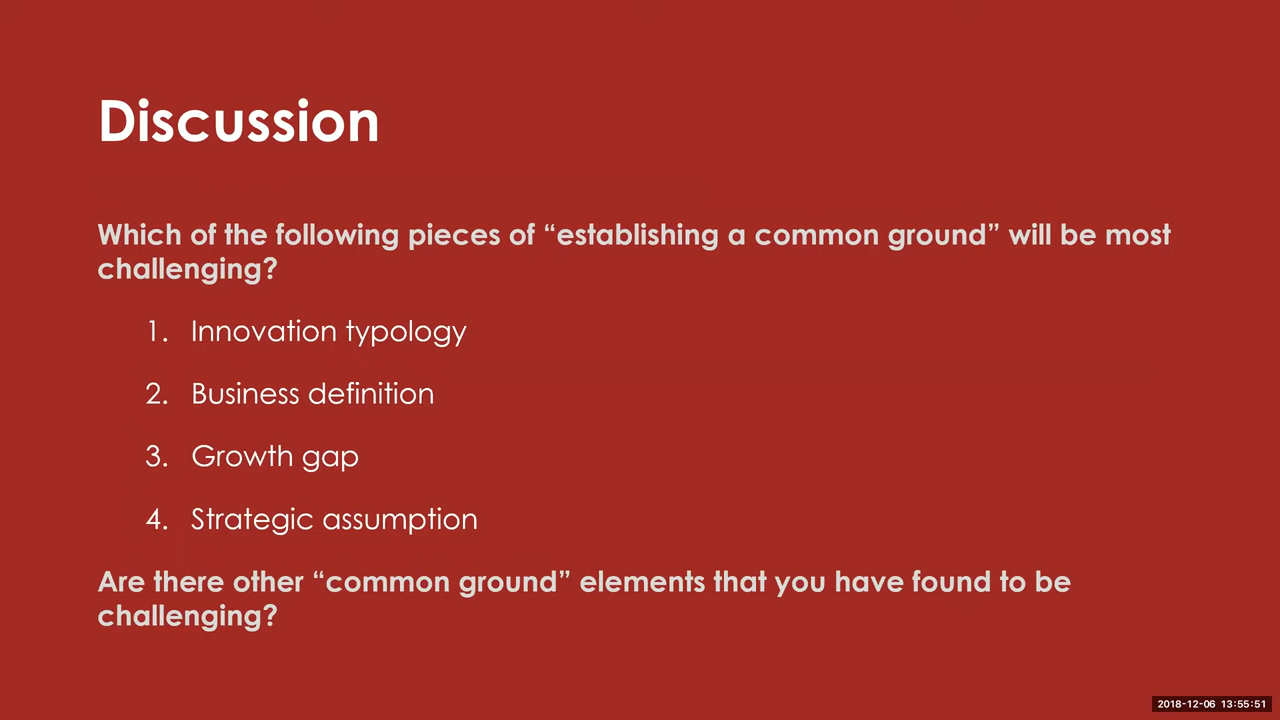 Discussion
Which of the following pieces of “establishing a common ground” will be most
challenging?
1. Innovation typology
2. Business definition
3. Growth gap
4. Strategic assumption
Are there other “common ground” elements that you have found to be
challenging?
2018-12-06 13:55:51